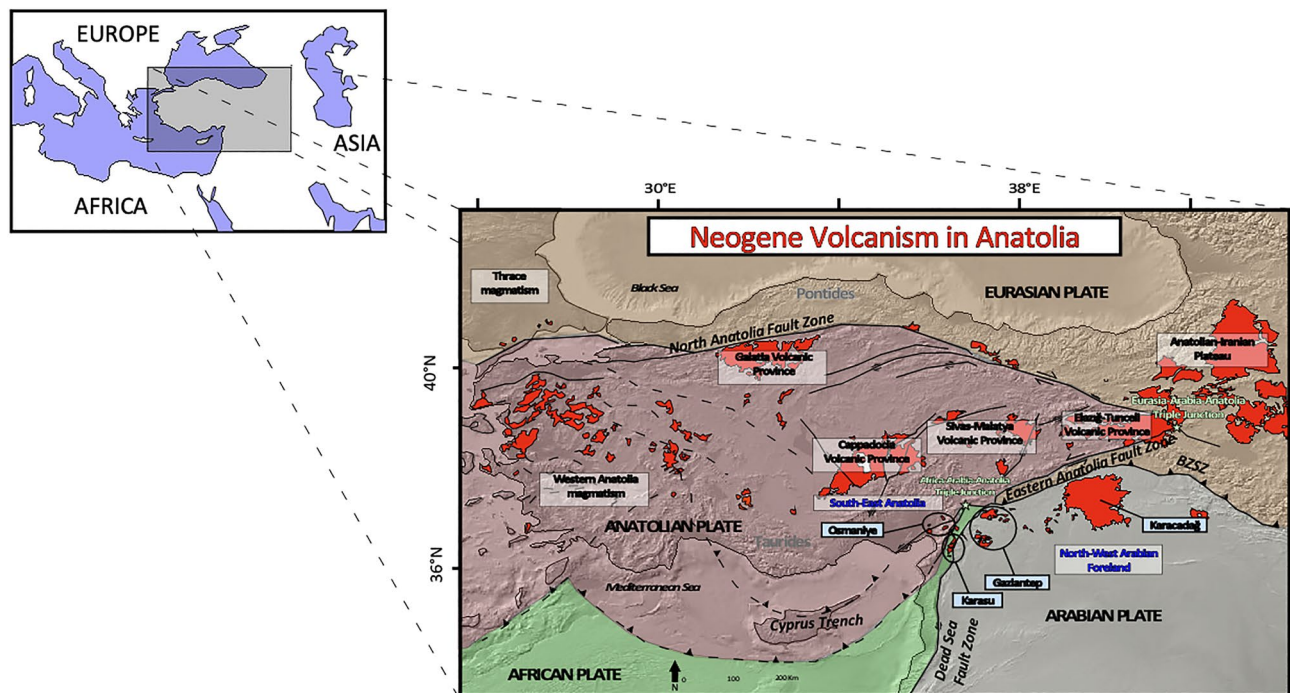 EUROPE
ASIA
AFRICA
30°E
38°E
40°N
36°N
Neogene Volcanism in Anatolia
Thrace
magmatism
Black Sea
Pontides
EURASIAN PLATE
North Anatolia Fault Zone
Galatia Volcanic
Province
Anatolian-Iranian
Plateau
Eurasia-Arabia-Anatolia
Triple Junction
Elazığ-Tunceli
Volcanic Province
Sivas-Malatya
Volcanic Province
Cappadocia
Volcanic Province
Western Anatolia
magmatism
Africa-Arabia-Anatolia
Triple Junction
Eastern Anatolia Fault Zone
BZSZ
South-East Anatolia
ANATOLIAN PLATE
Osmaniye
Karacadağ
Taurides
North-West Arabian
Foreland
Gaziantep
Karasu
Mediterranean Sea
Cyprus Trench
ARABIAN PLATE
Dead Sea
Fault Zone
AFRICAN PLATE
N
0 100 200 Km